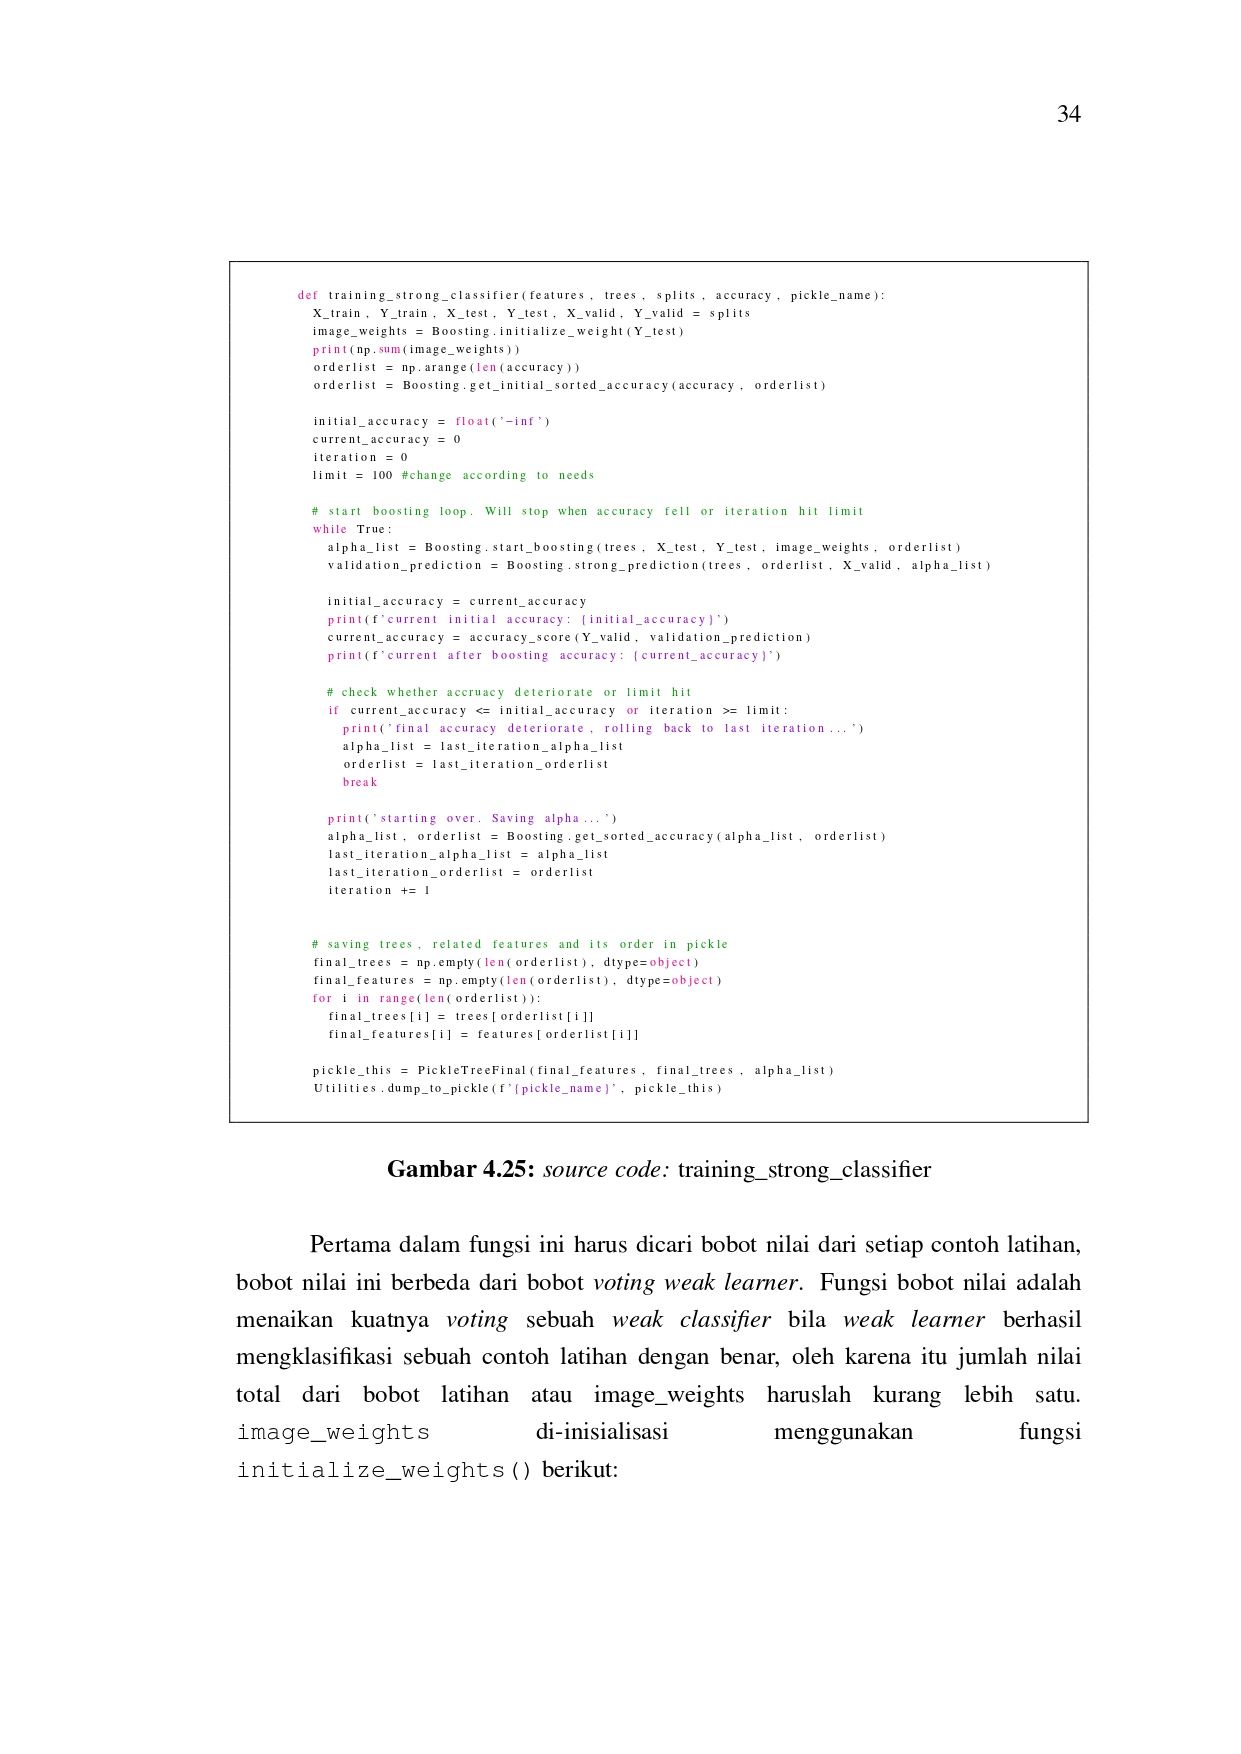 34
def training_strong_classifier(features, trees, splits, accuracy, pickle_name):
  X_train, Y_train, X_test, Y_test, X_valid, Y_valid = splits
  image_weights = Boosting.initialize_weight(Y_test)
  print(np.sum(image_weights))
  orderlist = np.arange(len(accuracy))
  orderlist = Boosting.get_initial_sorted_accuracy(accuracy, orderlist)
  initial_accuracy = float('-inf')
  current_accuracy = 0
  iteration = 0
  limit = 100 #change according to needs
  # start boosting loop. Will stop when accuracy fell or iteration hit limit
  while True:
    alpha_list = Boosting.start_boosting(trees, X_test, Y_test, image_weights, orderlist)
    validation_prediction = Boosting.strong_prediction(trees, orderlist, X_valid, alpha_list)
    initial_accuracy = current_accuracy
    print(f'current initial accuracy: {initial_accuracy}')
    current_accuracy = accuracy_score(Y_valid, validation_prediction)
    print(f'current after boosting accuracy: {current_accuracy}')
    # check whether accruacy deteriorate or limit hit
    if current_accuracy <= initial_accuracy or iteration >= limit:
      print('final accuracy deteriorate, rolling back to last iteration...')
      alpha_list = last_iteration_alpha_list
      orderlist = last_iteration_orderlist
      break
    print('starting over. Saving alpha...')
    alpha_list, orderlist = Boosting.get_sorted_accuracy(alpha_list, orderlist)
    last_iteration_alpha_list = alpha_list
    last_iteration_orderlist = orderlist
    iteration += 1
  # saving trees, related features and its order in pickle
  final_trees = np.empty(len(orderlist), dtype=object)
  final_features = np.empty(len(orderlist), dtype=object)
  for i in range(len(orderlist)):
    final_trees[i] = trees[orderlist[i]]
    final_features[i] = features[orderlist[i]]
  pickle_this = PickleTreeFinal(final_features, final_trees, alpha_list)
  Utilities.dump_to_pickle(f'{pickle_name}', pickle_this)
Gambar 4.25: source code: training_strong_classifier
Pertama dalam fungsi ini harus dicari bobot nilai dari setiap contoh latihan,
bobot nilai ini berbeda dari bobot voting weak learner. Fungsi bobot nilai adalah
menaikan kuatnya voting sebuah weak classifier bila weak learner berhasil
mengklasifikasi sebuah contoh latihan dengan benar, oleh karena itu jumlah nilai
total dari bobot latihan atau image_weights haruslah kurang lebih satu.
image_weights di-inisialisasi menggunakan fungsi
initialize_weights() berikut: